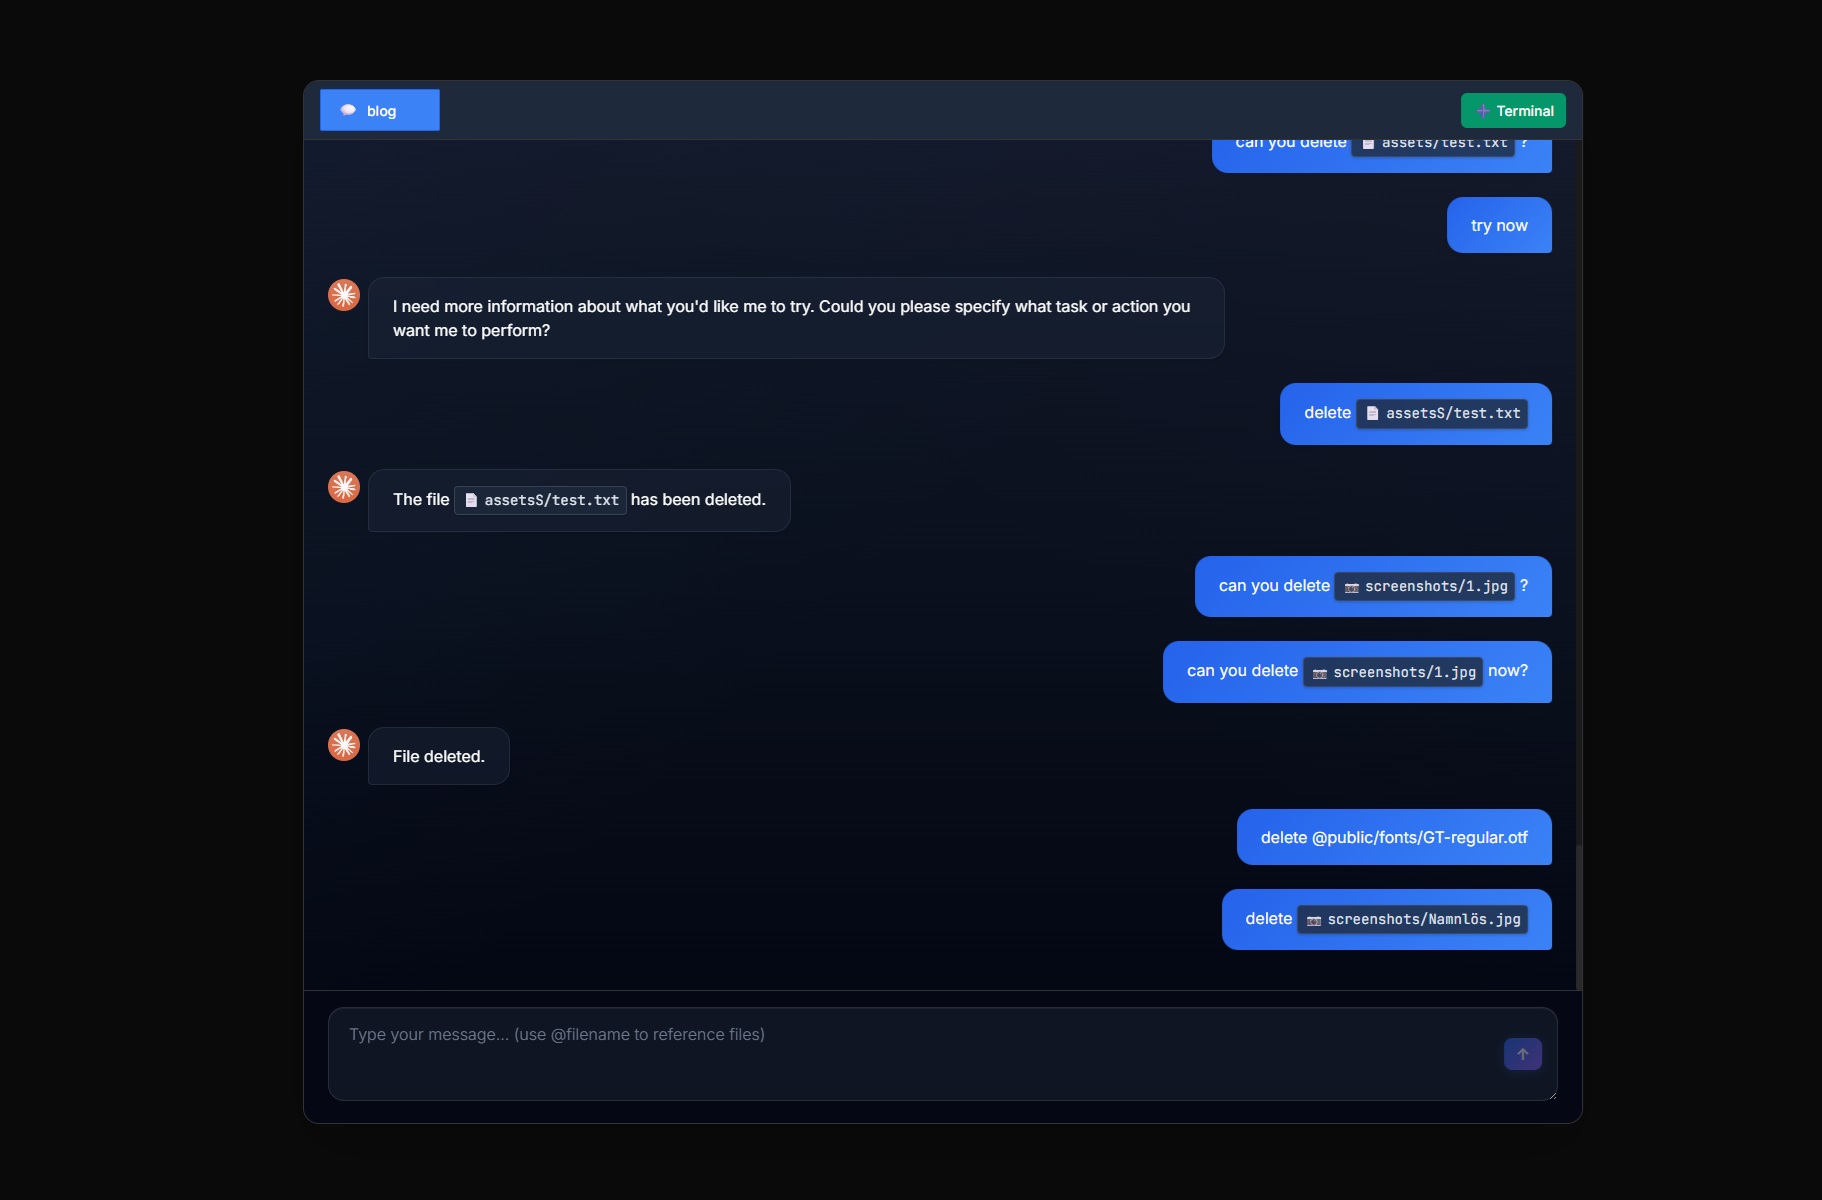 blog
Terminal
can you delete assets/test.txt ?
try now
I need more information about what you'd like me to try. Could you please specify what task or action you
want me to perform?
delete assetsS/test.txt
The file assetsS/test.txt has been deleted.
can you delete screenshots/1.jpg ?
can you delete screenshots/1.jpg now?
File deleted.
delete @public/fonts/GT-regular.otf
delete screenshots/Namnlös.jpg
Type your message... (use @filename to reference files)